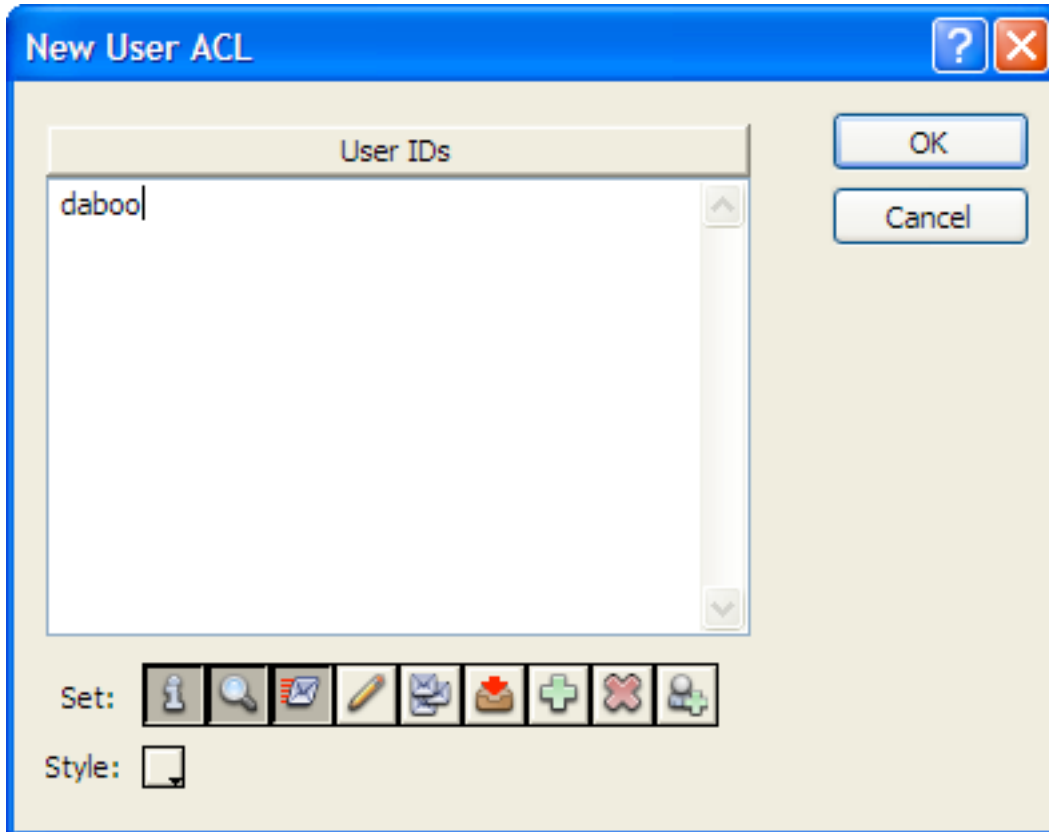 New User ACL
User IDs
OK
daboo
Cancel
Set:
Style: